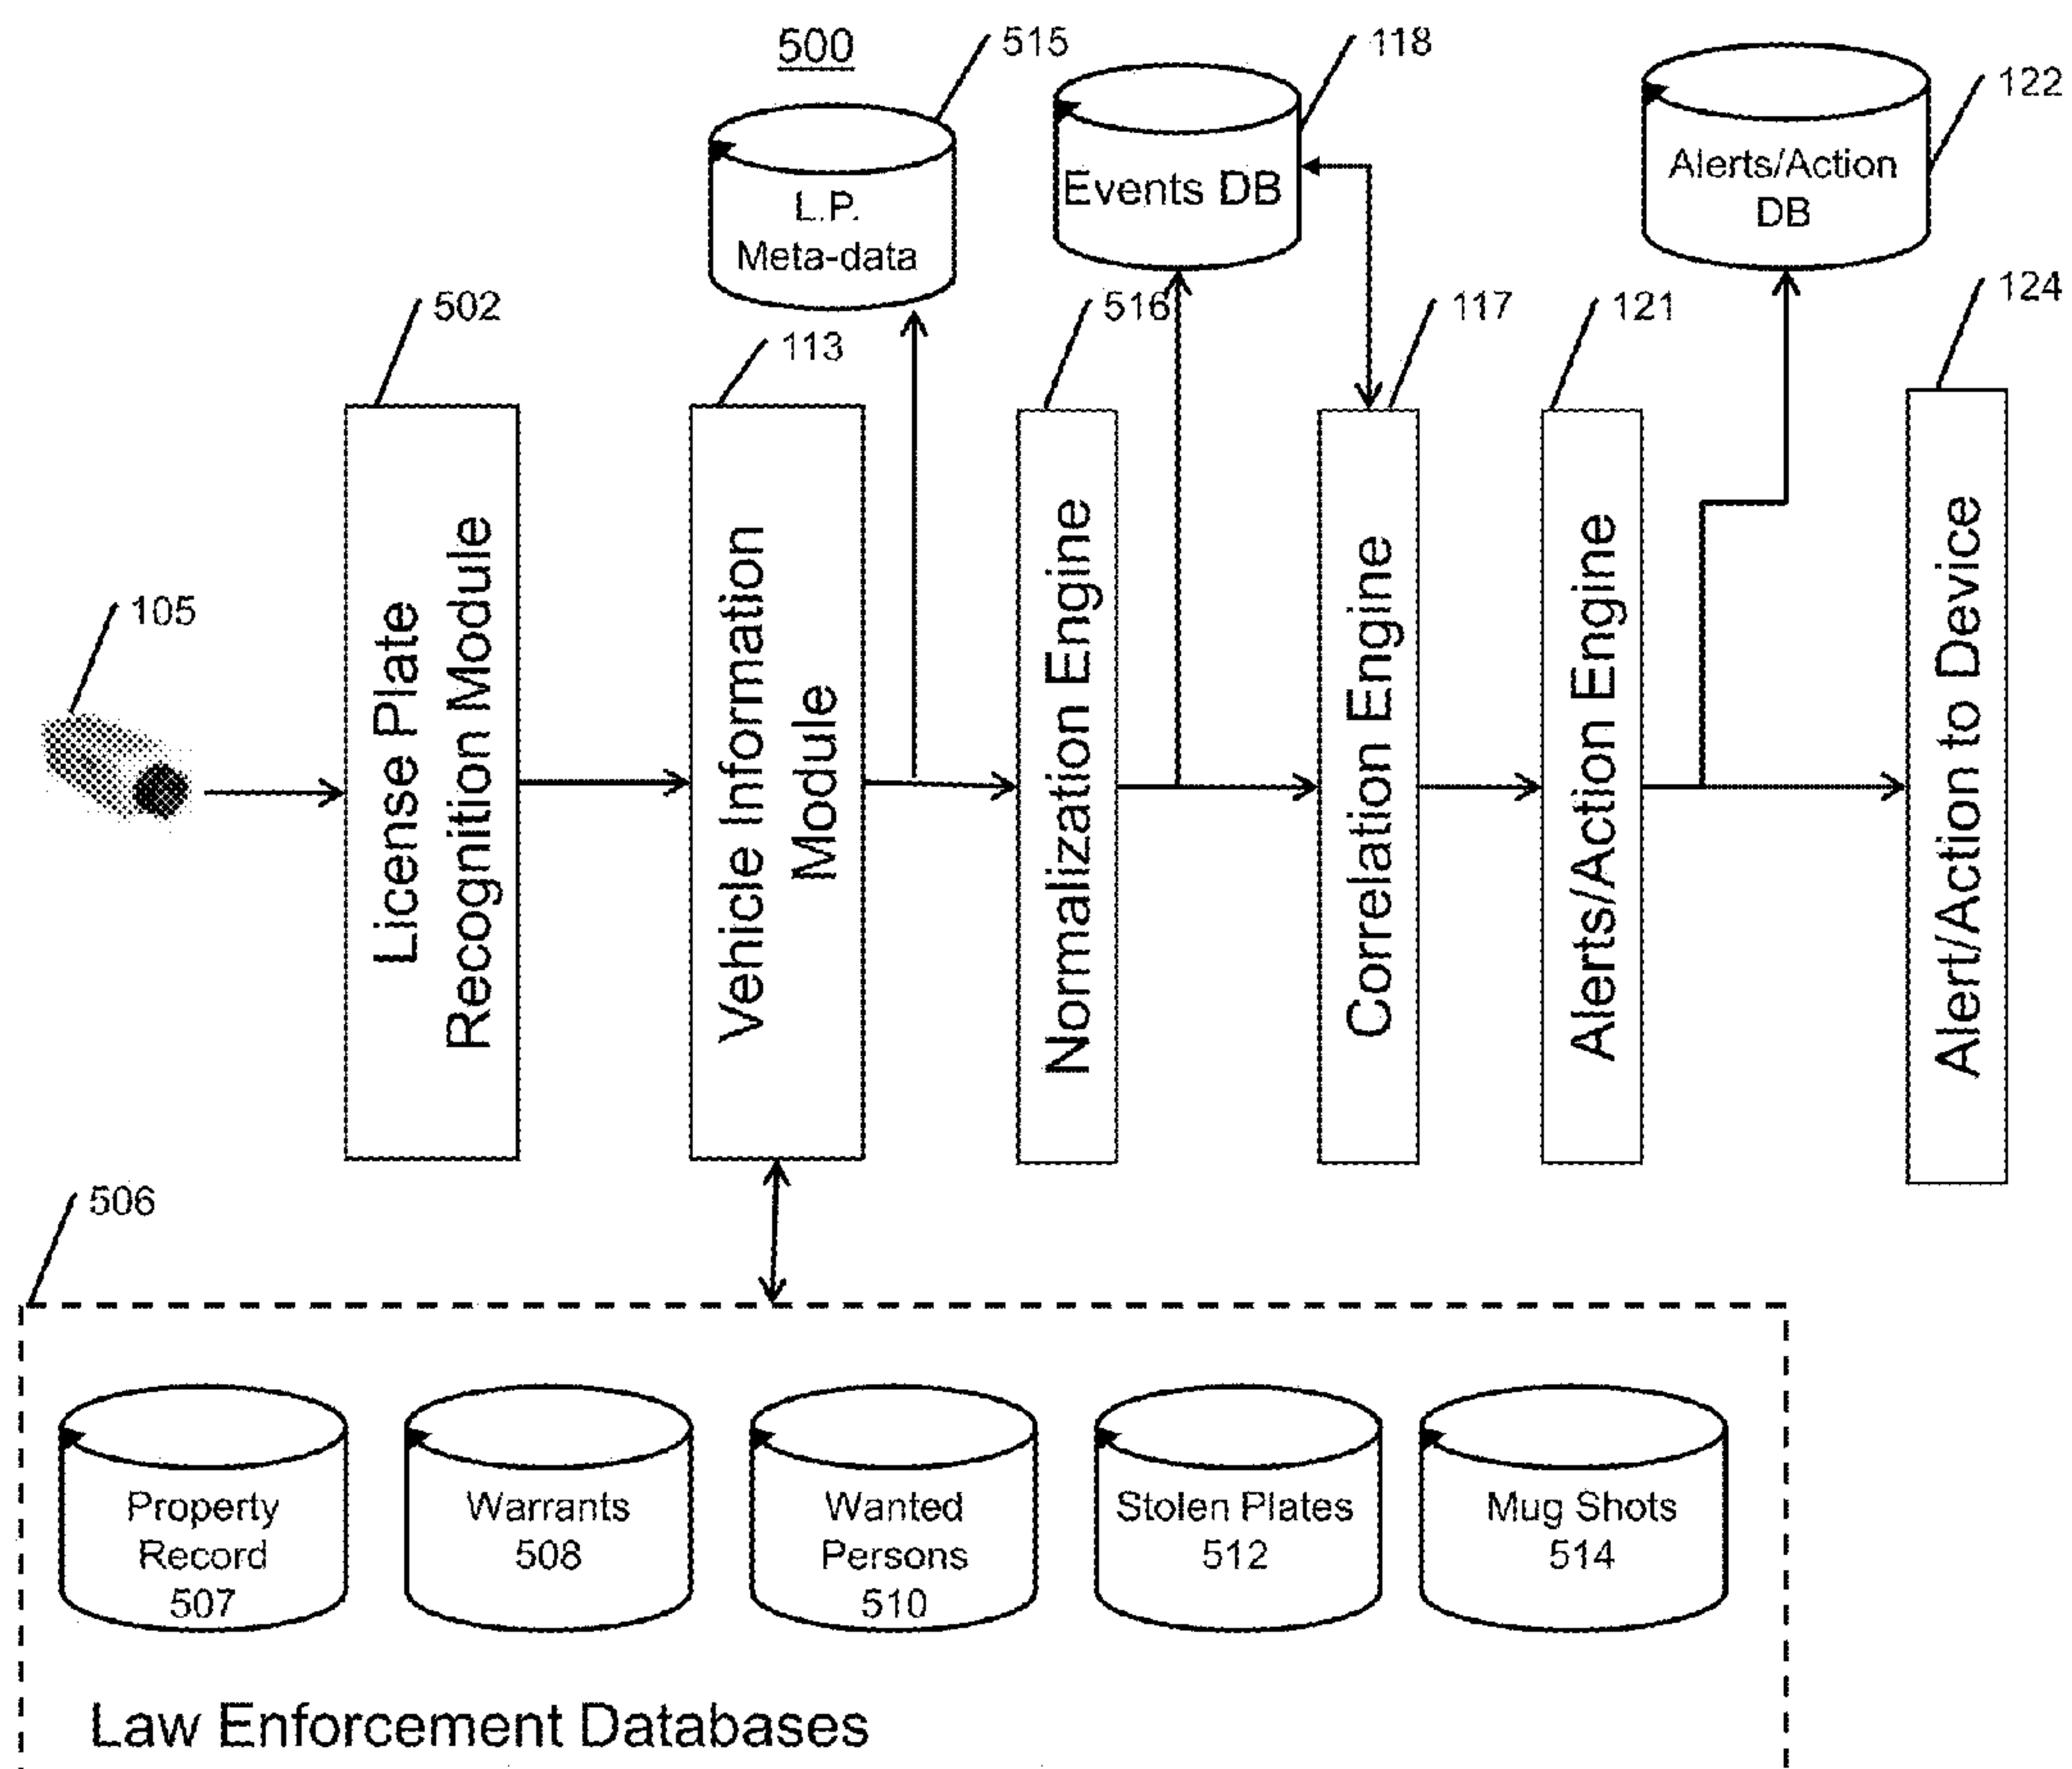 500
515
118
122
L.P.
Meta-data
Events DB
Alerts/Action
DB
502
113
516
117
121
124
105
License Plate
Recognition Module
Vehicle Information
Module
Normalization Engine
Correlation Engine
Alerts/Action Engine
Alert/Action to Device
506
Property
Record
507
Warrants
508
Wanted
Persons
510
Stolen Plates
512
Mug Shots
514
Law Enforcement Databases